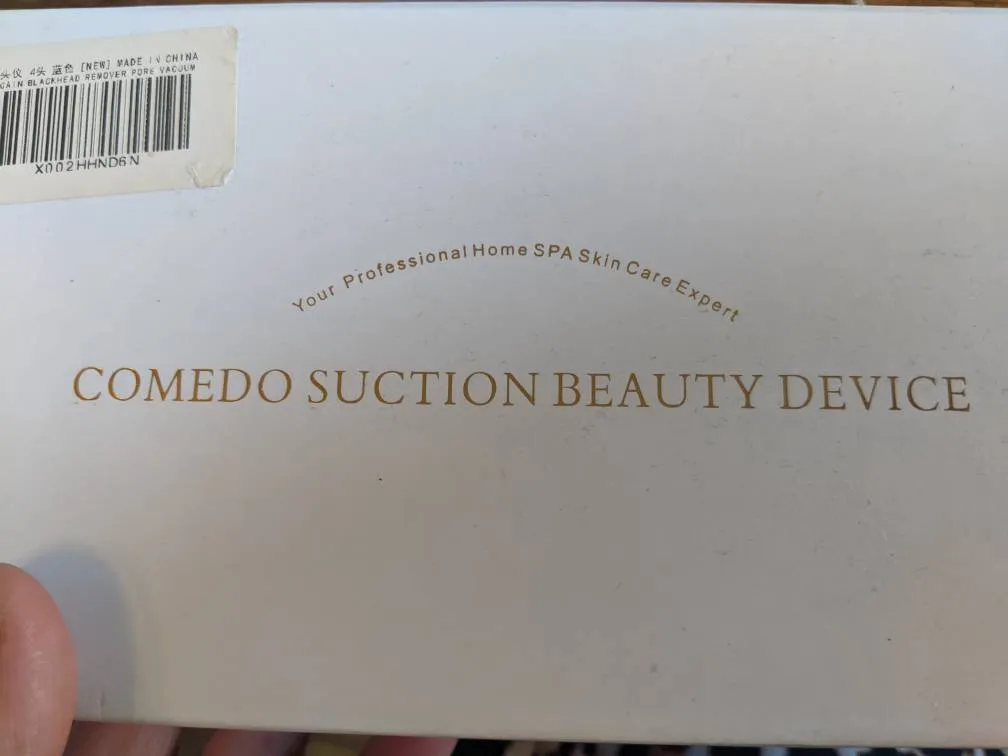 头仪 4头 蓝色 [NEW] MADE IN CHINA
BLACKHEAD REMOVER PORE VACUUM
X002HHND6N
Your Professional Home SPA Skin Care Expert
COMEDO SUCTION BEAUTY DEVICE